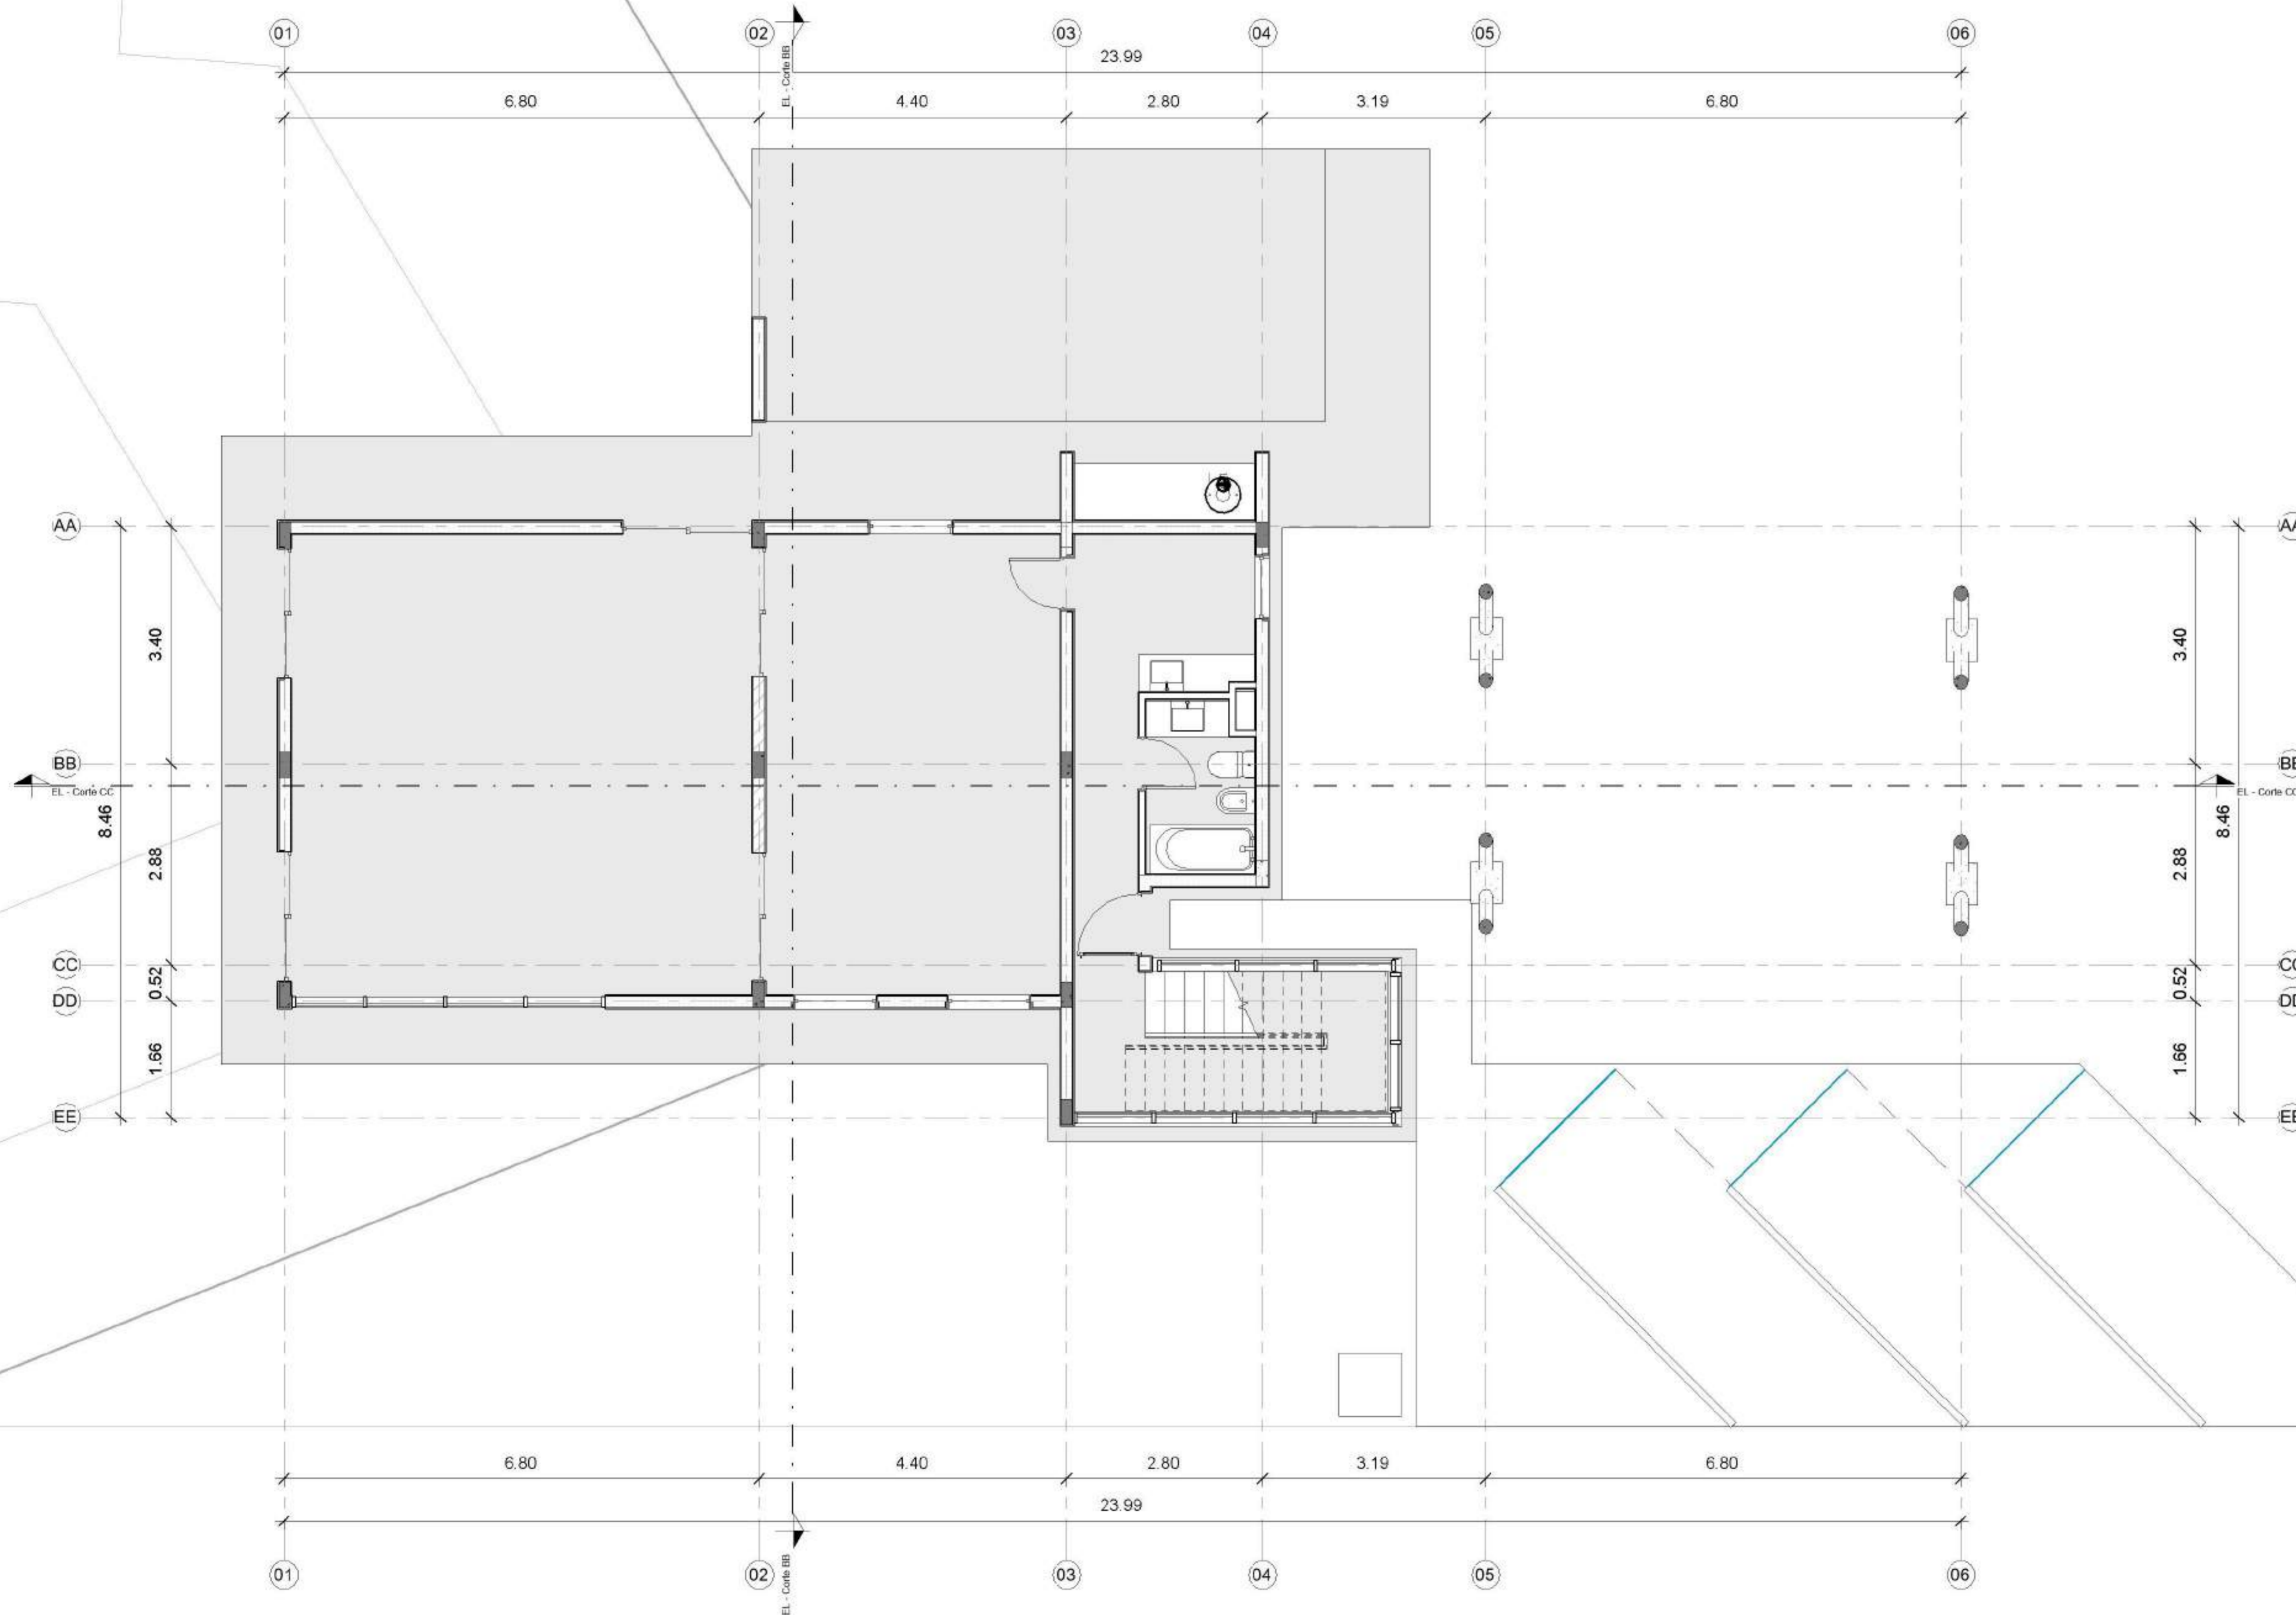 01 02 03 04 05 06
EL - Corte BB
23.99
6.80 4.40 2.80 3.19 6.80
AA AA
3.40 3.40
BB BB
EL - Corte CC EL - Corte CC
8.46 8.46
2.88 2.88
CC CC
0.52 0.52
DD DD
1.66 1.66
EE EE
6.80 4.40 2.80 3.19 6.80
23.99
EL - Corte BB
01 02 03 04 05 06